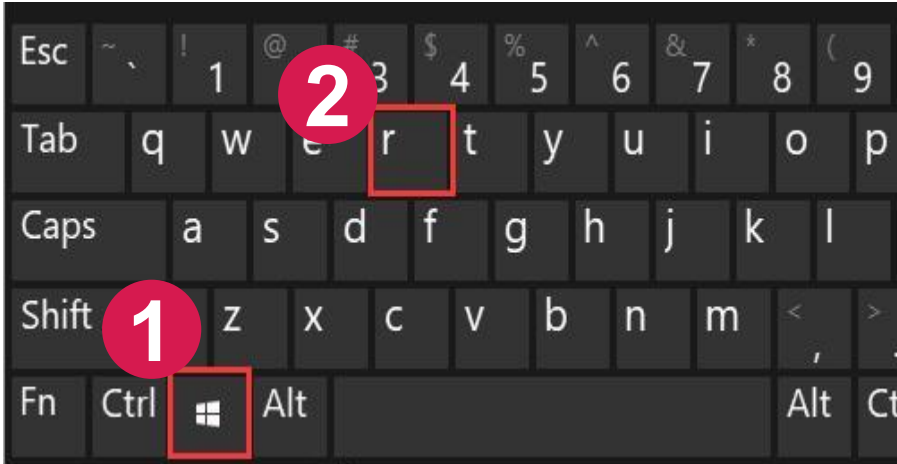 Esc ~ ` ! 1 @ # 3 $ 4 % 5 ^ 6 & 7 * 8 ( 9
2
Tab q w e r t y u i o p
Caps a s d f g h j k l
Shift z x c v b n m < , > .
1
Fn Ctrl Alt Alt Ct